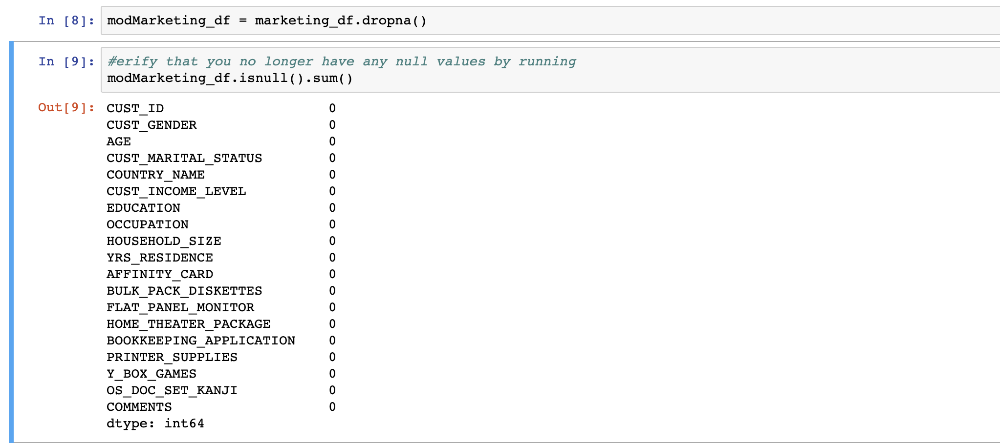 In [8]: modMarketing_df = marketing_df.dropna()
In [9]: #erify that you no longer have any null values by running
modMarketing_df.isnull().sum()
Out[9]: CUST_ID 0
CUST_GENDER 0
AGE 0
CUST_MARITAL_STATUS 0
COUNTRY_NAME 0
CUST_INCOME_LEVEL 0
EDUCATION 0
OCCUPATION 0
HOUSEHOLD_SIZE 0
YRS_RESIDENCE 0
AFFINITY_CARD 0
BULK_PACK_DISKETTES 0
FLAT_PANEL_MONITOR 0
HOME_THEATER_PACKAGE 0
BOOKKEEPING_APPLICATION 0
PRINTER_SUPPLIES 0
Y_BOX_GAMES 0
OS_DOC_SET_KANJI 0
COMMENTS 0
dtype: int64